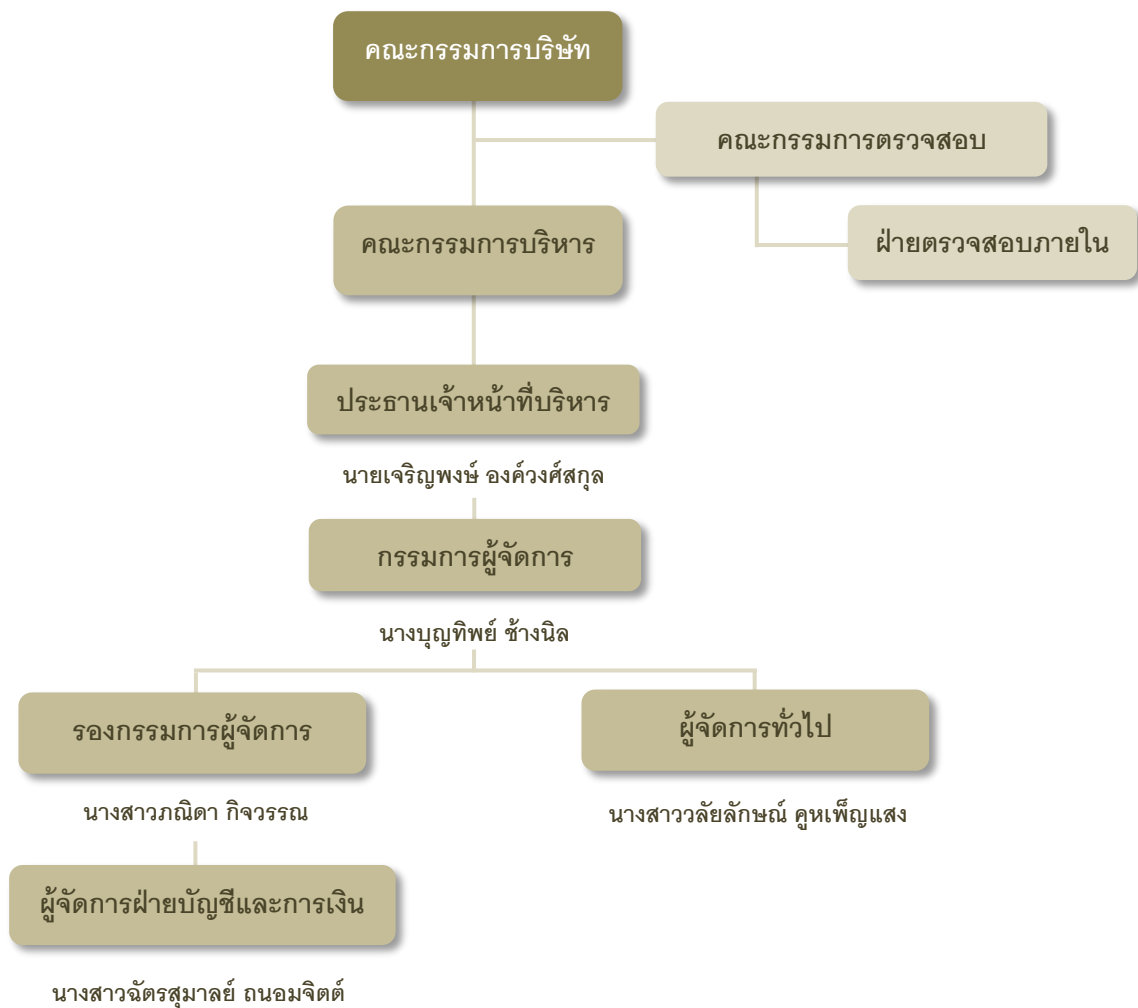 คณะกรรมการบริษัท
คณะกรรมการตรวจสอบ
คณะกรรมการบริหาร
ฝ่ายตรวจสอบภายใน
ประธานเจ้าหน้าที่บริหาร
นายเจริญพงษ์ องค์วงศ์สกุล
กรรมการผู้จัดการ
นางบุญทิพย์ ช้างนิล
รองกรรมการผู้จัดการ
ผู้จัดการทั่วไป
นางสาวภณิดา กิจวรรณ
นางสาววลัยลักษณ์ คูหเพ็ญแสง
ผู้จัดการฝ่ายบัญชีและการเงิน
นางสาวฉัตรสุมาลย์ ถนอมจิตต์